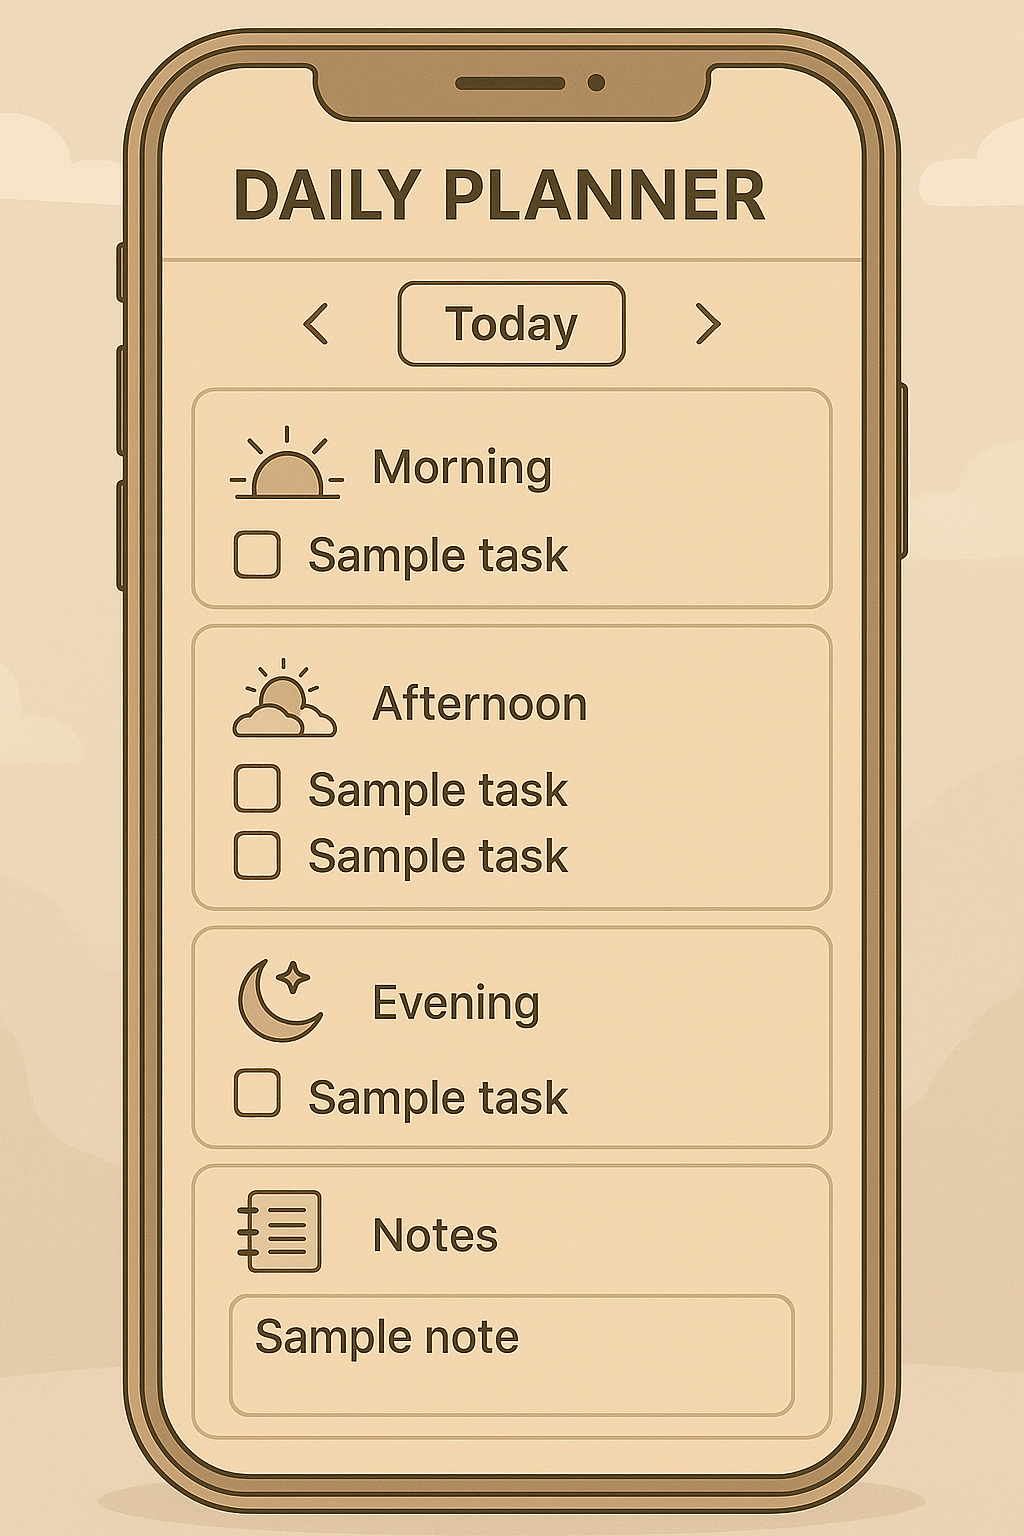 DAILY PLANNER
Today
Morning
Sample task
Afternoon
Sample task
Sample task
Evening
Sample task
Notes
Sample note